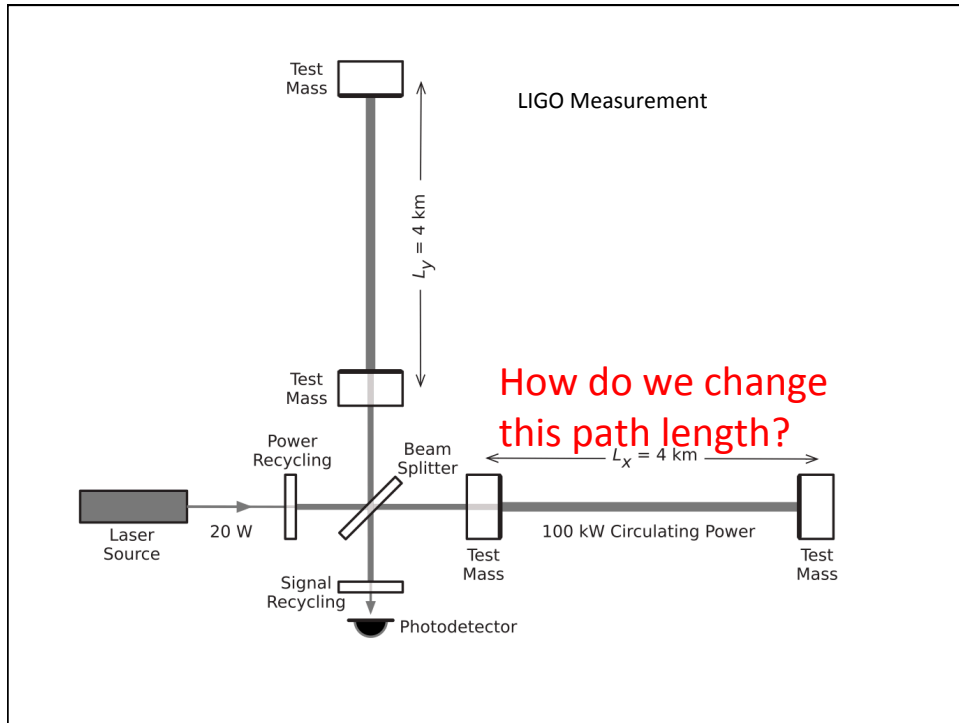 LIGO Measurement
Test
Mass
L_y = 4 km
Test
Mass
How do we change
this path length?
L_x = 4 km
Power
Recycling
Beam
Splitter
Laser
Source
20 W
100 kW Circulating Power
Test
Mass
Test
Mass
Signal
Recycling
Photodetector